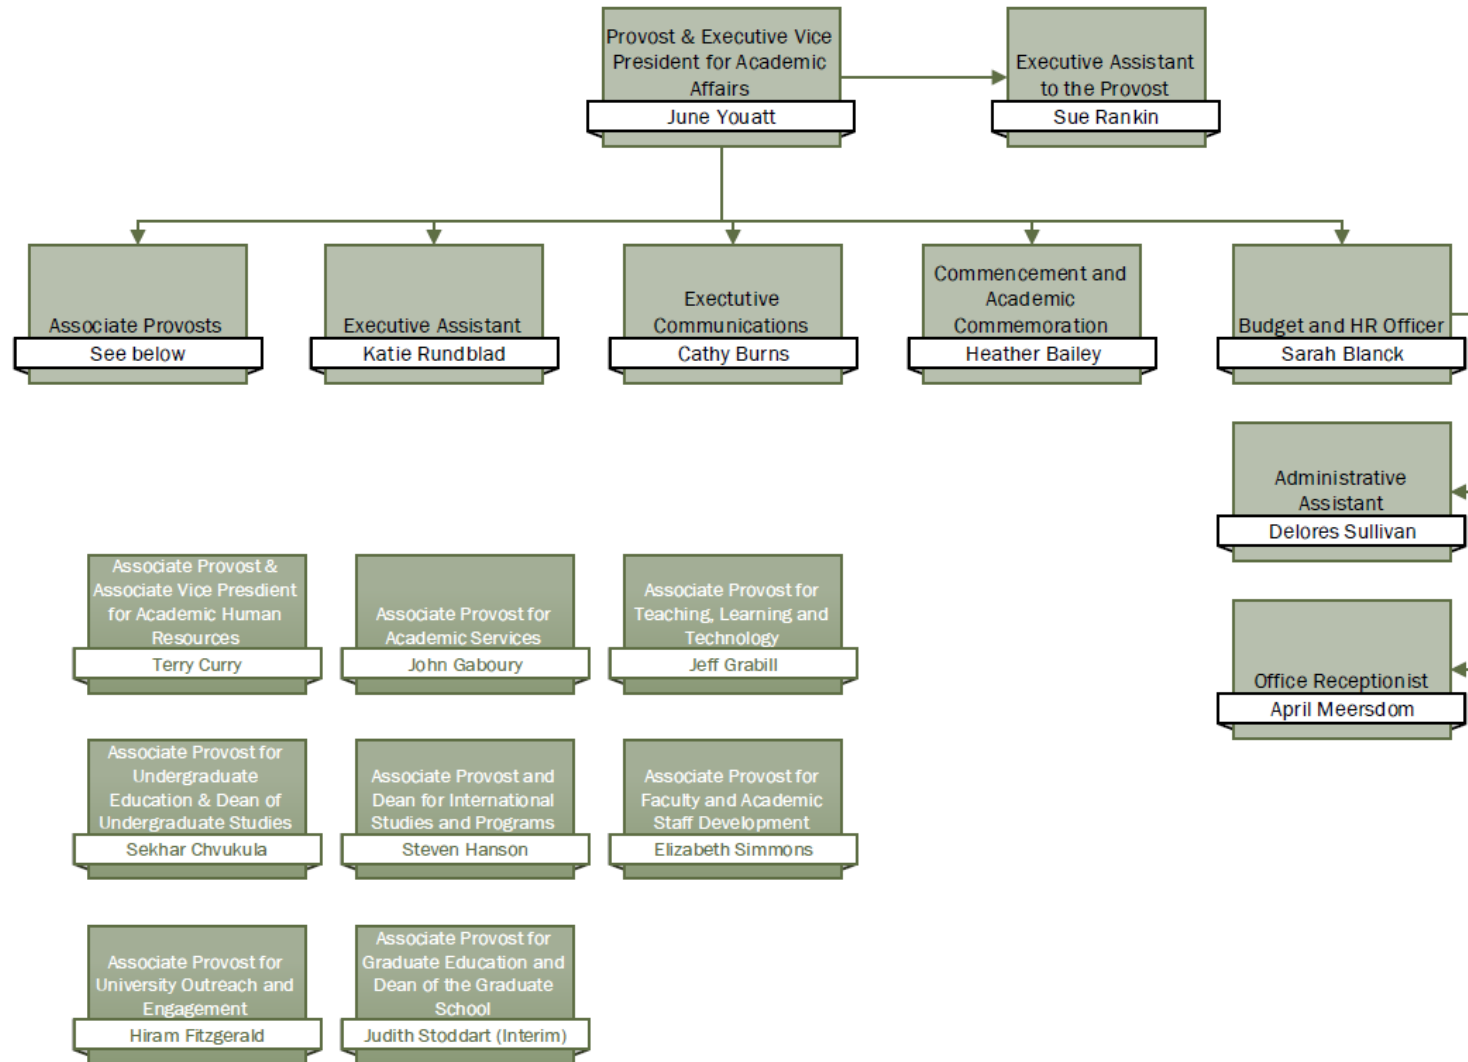 Provost & Executive Vice
President for Academic
Affairs
June Youatt
Executive Assistant
to the Provost
Sue Rankin
Associate Provosts
See below
Executive Assistant
Katie Rundblad
Exectutive
Communications
Cathy Burns
Commencement and
Academic
Commemoration
Heather Bailey
Budget and HR Officer
Sarah Blanck
Administrative
Assistant
Delores Sullivan
Office Receptionist
April Meersdom
Associate Provost &
Associate Vice Presdient
for Academic Human
Resources
Terry Curry
Associate Provost for
Academic Services
John Gaboury
Associate Provost for
Teaching, Learning and
Technology
Jeff Grabill
Associate Provost for
Undergraduate
Education & Dean of
Undergraduate Studies
Sekhar Chvukula
Associate Provost and
Dean for International
Studies and Programs
Steven Hanson
Associate Provost for
Faculty and Academic
Staff Development
Elizabeth Simmons
Associate Provost for
University Outreach and
Engagement
Hiram Fitzgerald
Associate Provost for
Graduate Education and
Dean of the Graduate
School
Judith Stoddart (Interim)